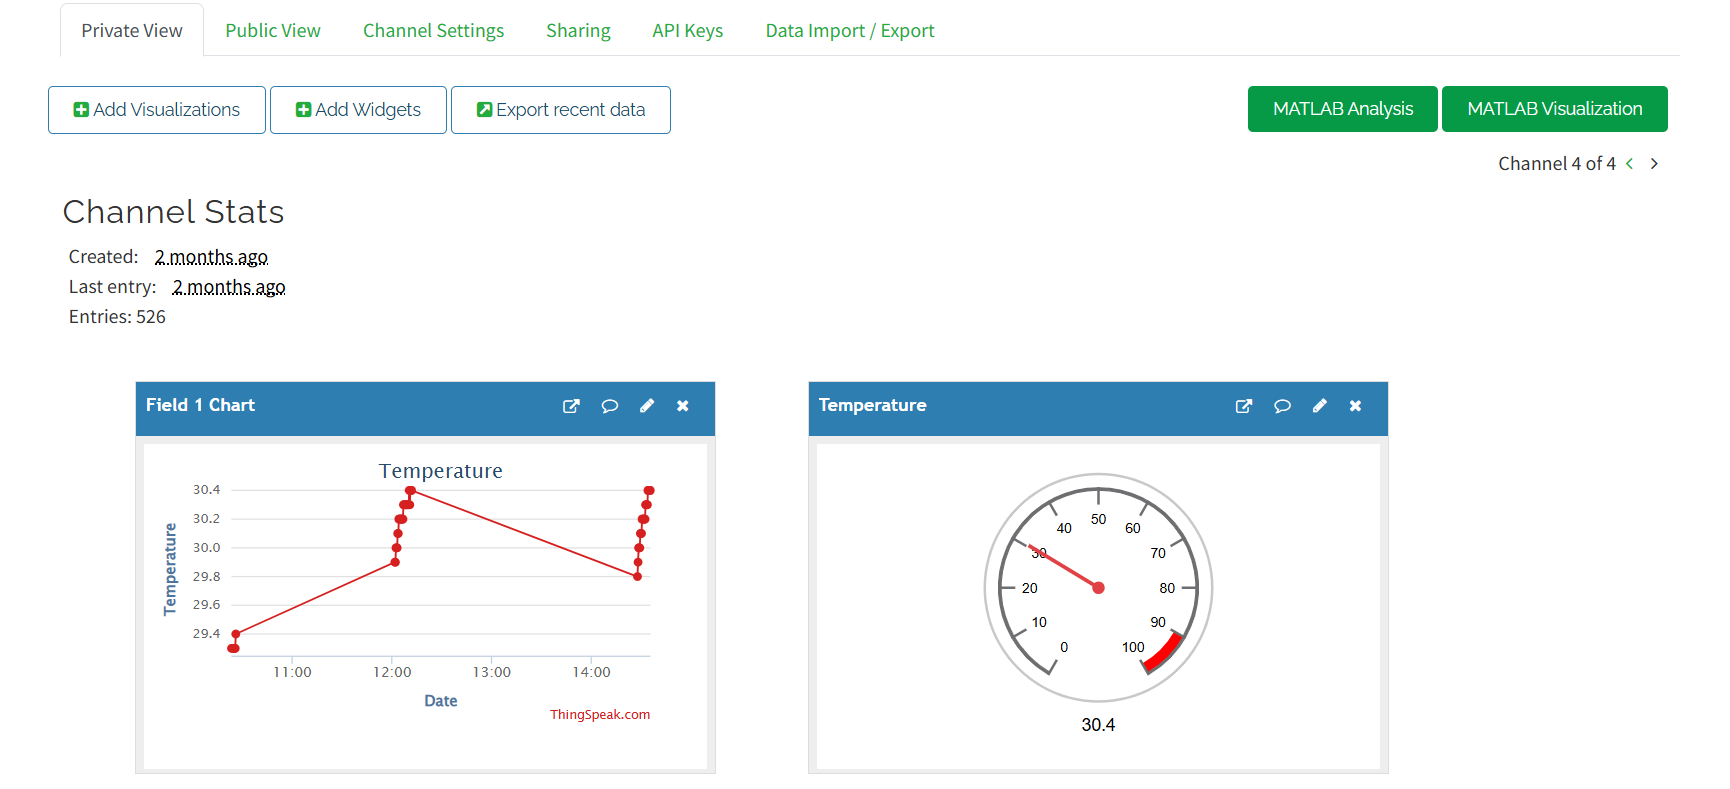 Private View Public View Channel Settings Sharing API Keys Data Import / Export
Add Visualizations Add Widgets Export recent data MATLAB Analysis MATLAB Visualization
Channel 4 of 4
Channel Stats
Created: 2 months ago
Last entry: 2 months ago
Entries: 526
Field 1 Chart
Temperature
Temperature
30.4
30.2
30.0
29.8
29.6
29.4
11:00 12:00 13:00 14:00
Date
ThingSpeak.com
Temperature
0
10
20
30
40
50
60
70
80
90
100
30.4